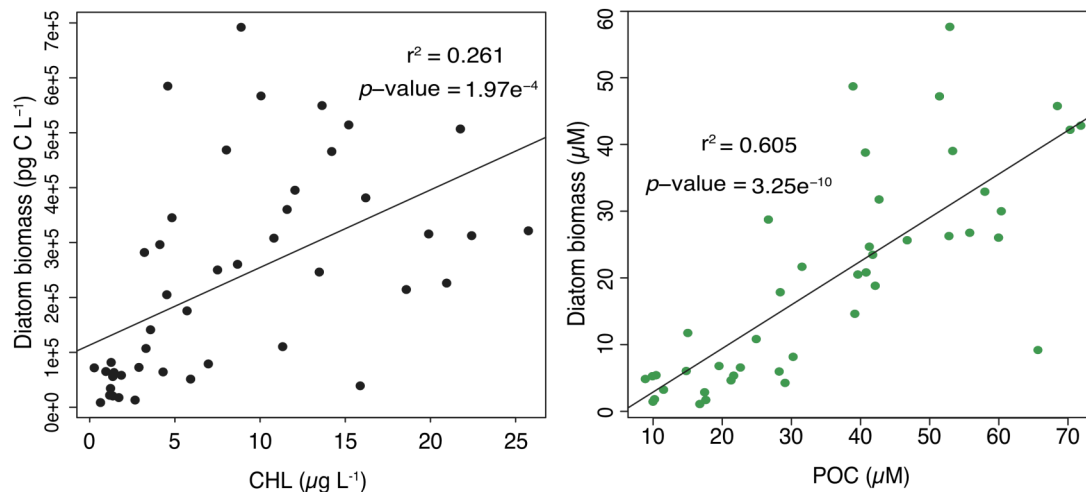 Diatom biomass (pg C L⁻¹)
7e+5
6e+5
5e+5
4e+5
3e+5
2e+5
1e+5
0e+0
r² = 0.261
p–value = 1.97e⁻⁴
0 5 10 15 20 25
CHL (µg L⁻¹)
Diatom biomass (µM)
60
50
40
30
20
10
0
r² = 0.605
p–value = 3.25e⁻¹⁰
10 20 30 40 50 60 70
POC (µM)